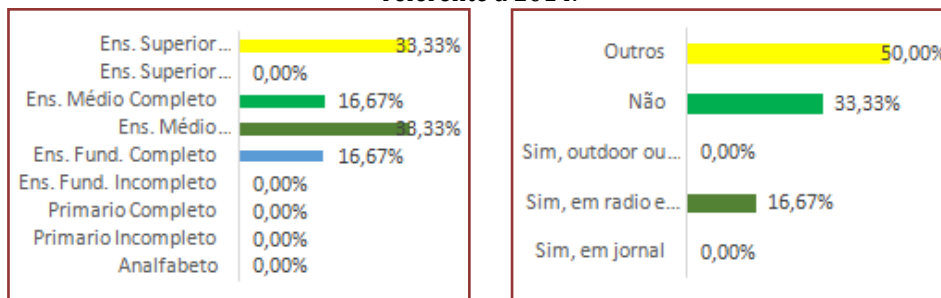 referente a 2014.
Ens. Superior... 33,33%
Ens. Superior... 0,00%
Ens. Médio Completo 16,67%
Ens. Médio... 33,33%
Ens. Fund. Completo 16,67%
Ens. Fund. Incompleto 0,00%
Primario Completo 0,00%
Primario Incompleto 0,00%
Analfabeto 0,00%
Outros 50,00%
Não 33,33%
Sim, outdoor ou... 0,00%
Sim, em radio e... 16,67%
Sim, em jornal 0,00%